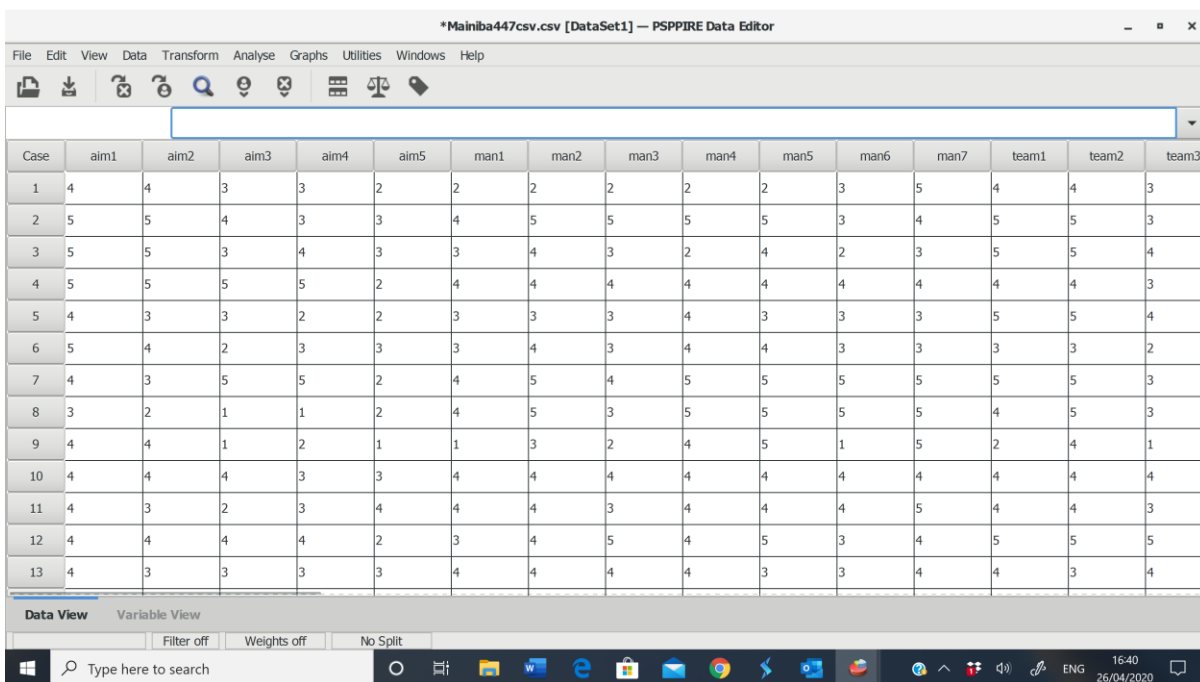 *Mainiba447csv.csv [DataSet1] — PSPPIRE Data Editor
File Edit View Data Transform Analyse Graphs Utilities Windows Help
Case aim1 aim2 aim3 aim4 aim5 man1 man2 man3 man4 man5 man6 man7 team1 team2 team3
1 4 4 3 3 2 2 2 2 2 2 3 5 4 4 3
2 5 5 4 3 3 4 5 5 5 5 3 4 5 5 3
3 5 5 3 4 3 3 4 3 2 4 2 3 5 5 4
4 5 5 5 5 2 4 4 4 4 4 4 4 4 4 3
5 4 3 3 2 2 3 3 3 4 3 3 3 5 5 4
6 5 4 2 3 3 3 4 3 4 4 3 3 3 3 2
7 4 3 5 5 2 4 5 4 5 5 5 5 5 5 3
8 3 2 1 1 2 4 5 3 5 5 5 5 4 5 3
9 4 4 1 2 1 1 3 2 4 5 1 5 2 4 1
10 4 4 4 3 3 4 4 4 4 4 4 4 4 4 4
11 4 3 2 3 4 4 4 3 4 4 4 5 4 4 3
12 4 4 4 4 2 3 4 5 4 5 3 4 5 5 5
13 4 3 3 3 3 4 4 4 4 3 3 4 4 3 4
Data View Variable View
Filter off Weights off No Split
Type here to search ENG 16:40
26/04/2020